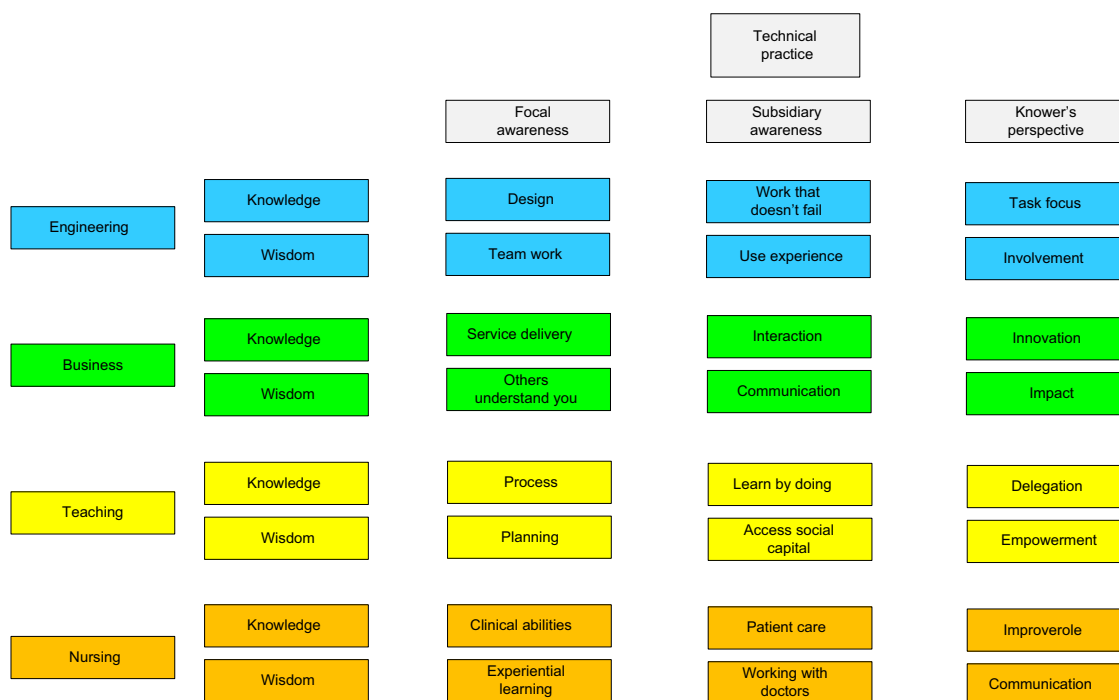 Technical
practice
Focal
awareness
Subsidiary
awareness
Knower's
perspective
Engineering
Knowledge
Design
Work that
doesn't fail
Task focus
Wisdom
Team work
Use experience
Involvement
Business
Knowledge
Service delivery
Interaction
Innovation
Wisdom
Others
understand you
Communication
Impact
Teaching
Knowledge
Process
Learn by doing
Delegation
Wisdom
Planning
Access social
capital
Empowerment
Nursing
Knowledge
Clinical abilities
Patient care
Improverole
Wisdom
Experiential
learning
Working with
doctors
Communication